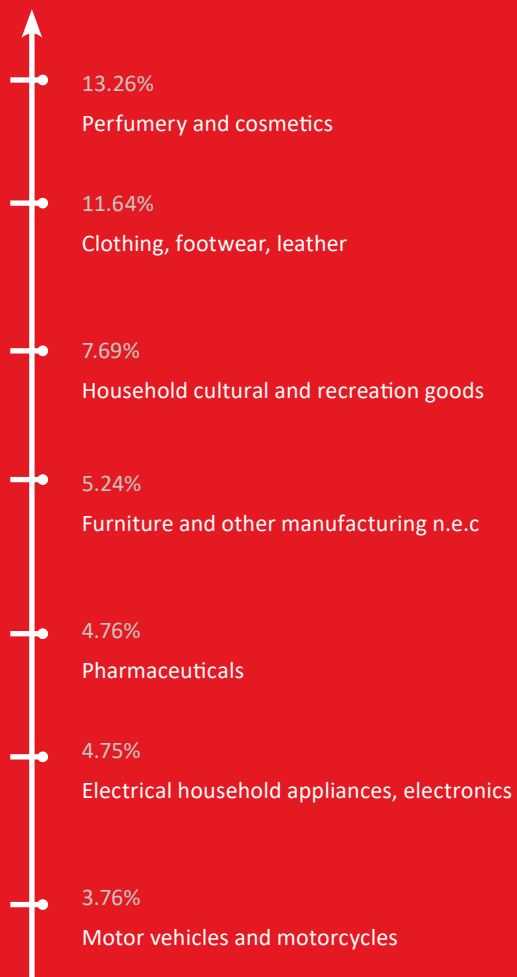 13.26%
Perfumery and cosmetics
11.64%
Clothing, footwear, leather
7.69%
Household cultural and recreation goods
5.24%
Furniture and other manufacturing n.e.c
4.76%
Pharmaceuticals
4.75%
Electrical household appliances, electronics
3.76%
Motor vehicles and motorcycles